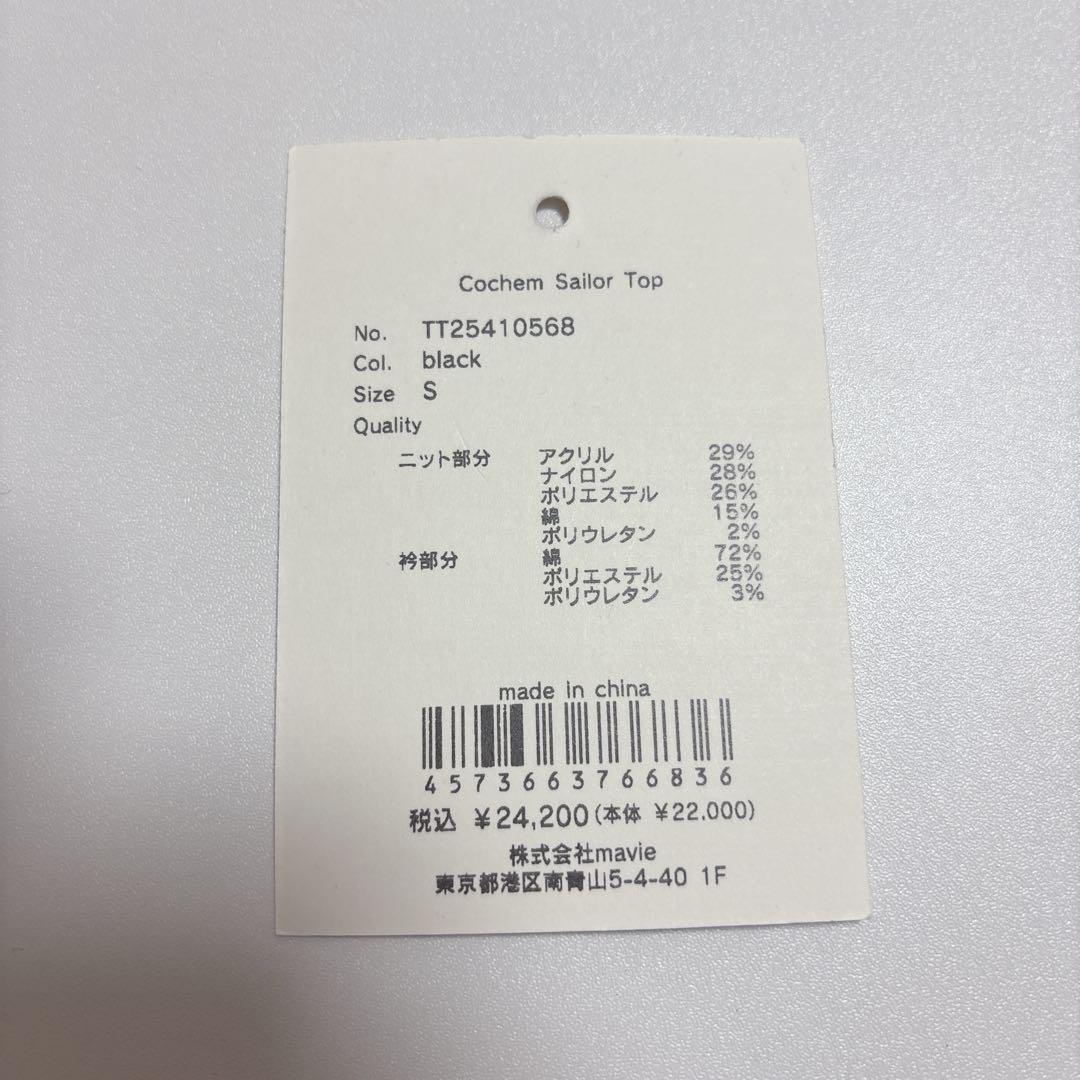 Cochem Sailor Top
No. TT25410568
Col. black
Size S
Quality
ニット部分 アクリル 29%
ナイロン 28%
ポリエステル 26%
綿 15%
ポリウレタン 2%
衿部分 綿 72%
ポリエステル 25%
ポリウレタン 3%
made in china
4573663766836
税込 ¥24,200(本体 ¥22,000)
株式会社mavie
東京都港区南青山5-4-40 1F